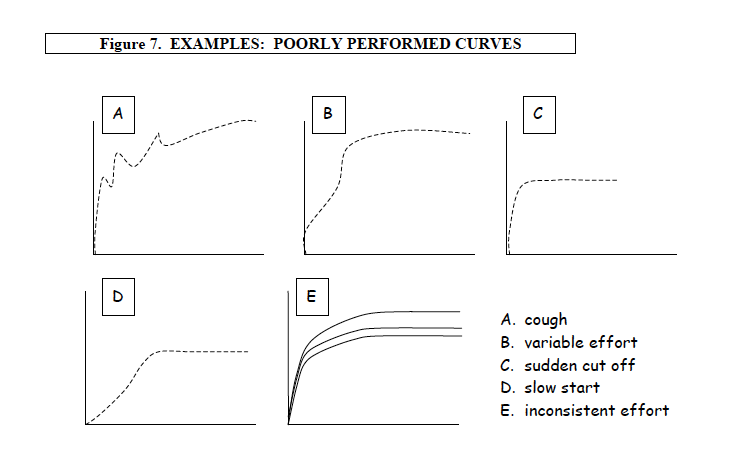 Figure 7. EXAMPLES: POORLY PERFORMED CURVES
A
B
C
D
E
A. cough
B. variable effort
C. sudden cut off
D. slow start
E. inconsistent effort